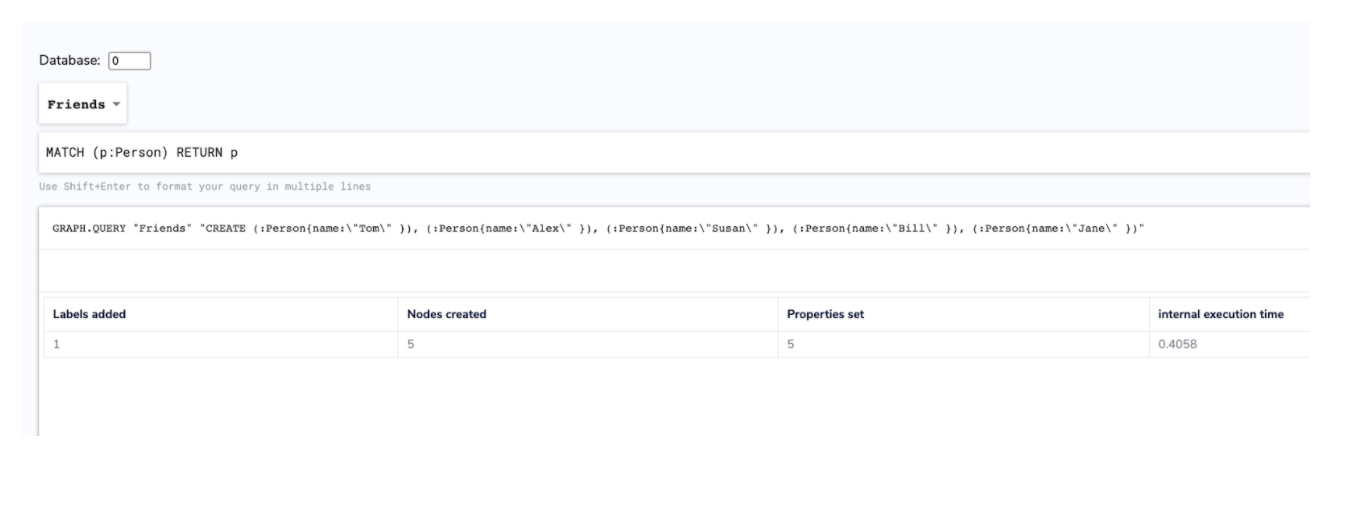 Database: 0
Friends
MATCH (p:Person) RETURN p
Use Shift+Enter to format your query in multiple lines
GRAPH.QUERY "Friends" "CREATE (:Person{name:\"Tom\" }), (:Person{name:\"Alex\" }), (:Person{name:\"Susan\" }), (:Person{name:\"Bill\" }), (:Person{name:\"Jane\" })"
Labels added Nodes created Properties set internal execution time
1 5 5 0.4058